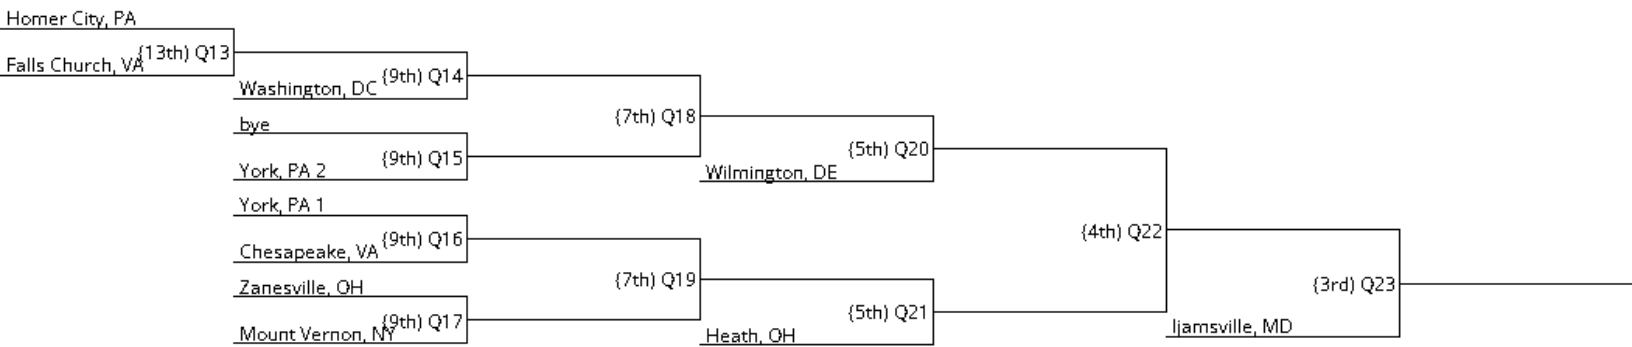 Homer City, PA
{13th} Q13
Falls Church, VA
{9th} Q14
Washington, DC
{7th} Q18
bye
{9th} Q15
York, PA 2
{5th} Q20
Wilmington, DE
York, PA 1
{9th} Q16
Chesapeake, VA
{4th} Q22
{7th} Q19
Zanesville, OH
{9th} Q17
Mount Vernon, NY
{5th} Q21
Heath, OH
{3rd} Q23
Ijamsville, MD